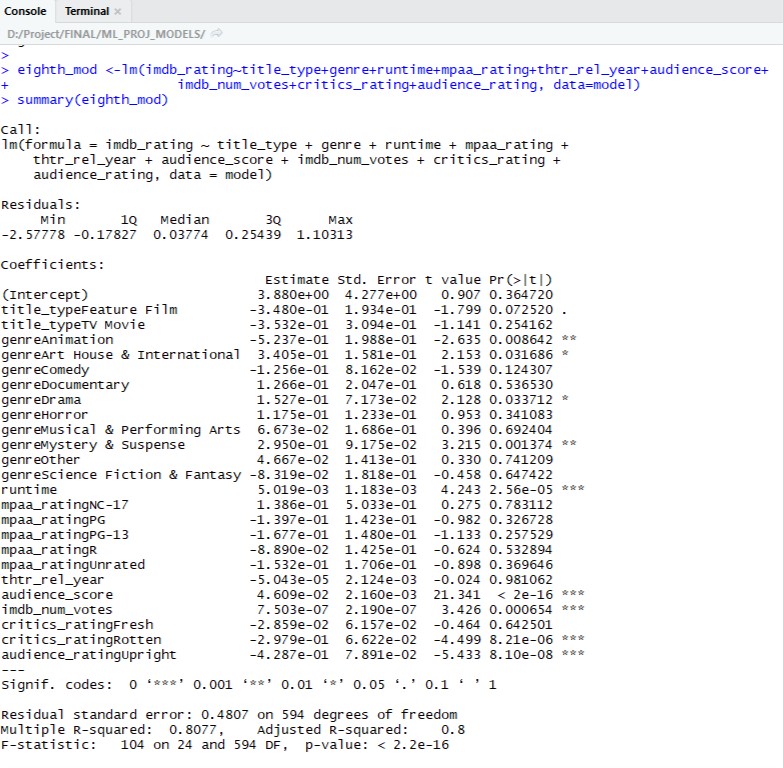 Console Terminal ×
D:/Project/FINAL/ML_PROJ_MODELS/
>
> eighth_mod <-lm(imdb_rating~title_type+genre+runtime+mpaa_rating+thtr_rel_year+audience_score+
+ imdb_num_votes+critics_rating+audience_rating, data=model)
> summary(eighth_mod)
Call:
lm(formula = imdb_rating ~ title_type + genre + runtime + mpaa_rating +
thtr_rel_year + audience_score + imdb_num_votes + critics_rating +
audience_rating, data = model)
Residuals:
Min 1Q Median 3Q Max
-2.57778 -0.17827 0.03774 0.25439 1.10313
Coefficients:
Estimate Std. Error t value Pr(>|t|)
(Intercept) 3.880e+00 4.277e+00 0.907 0.364720
title_typeFeature Film -3.480e-01 1.934e-01 -1.799 0.072520 .
title_typeTV Movie -3.532e-01 3.094e-01 -1.141 0.254162
genreAnimation -5.237e-01 1.988e-01 -2.635 0.008642 **
genreArt House & International 3.405e-01 1.581e-01 2.153 0.031686 *
genreComedy -1.256e-01 8.162e-02 -1.539 0.124307
genreDocumentary 1.266e-01 2.047e-01 0.618 0.536530
genreDrama 1.527e-01 7.173e-02 2.128 0.033712 *
genreHorror 1.175e-01 1.233e-01 0.953 0.341083
genreMusical & Performing Arts 6.673e-02 1.686e-01 0.396 0.692404
genreMystery & Suspense 2.950e-01 9.175e-02 3.215 0.001374 **
genreOther 4.667e-02 1.413e-01 0.330 0.741209
genreScience Fiction & Fantasy -8.319e-02 1.818e-01 -0.458 0.647422
runtime 5.019e-03 1.183e-03 4.243 2.56e-05 ***
mpaa_ratingNC-17 1.386e-01 5.033e-01 0.275 0.783112
mpaa_ratingPG -1.397e-01 1.423e-01 -0.982 0.326728
mpaa_ratingPG-13 -1.677e-01 1.480e-01 -1.133 0.257529
mpaa_ratingR -8.890e-02 1.425e-01 -0.624 0.532894
mpaa_ratingUnrated -1.532e-01 1.706e-01 -0.898 0.369646
thtr_rel_year -5.043e-05 2.124e-03 -0.024 0.981062
audience_score 4.609e-02 2.160e-03 21.341 < 2e-16 ***
imdb_num_votes 7.503e-07 2.190e-07 3.426 0.000654 ***
critics_ratingFresh -2.859e-02 6.157e-02 -0.464 0.642501
critics_ratingRotten -2.979e-01 6.622e-02 -4.499 8.21e-06 ***
audience_ratingUpright -4.287e-01 7.891e-02 -5.433 8.10e-08 ***
---
Signif. codes: 0 ‘***’ 0.001 ‘**’ 0.01 ‘*’ 0.05 ‘.’ 0.1 ‘ ’ 1
Residual standard error: 0.4807 on 594 degrees of freedom
Multiple R-squared: 0.8077, Adjusted R-squared: 0.8
F-statistic: 104 on 24 and 594 DF, p-value: < 2.2e-16